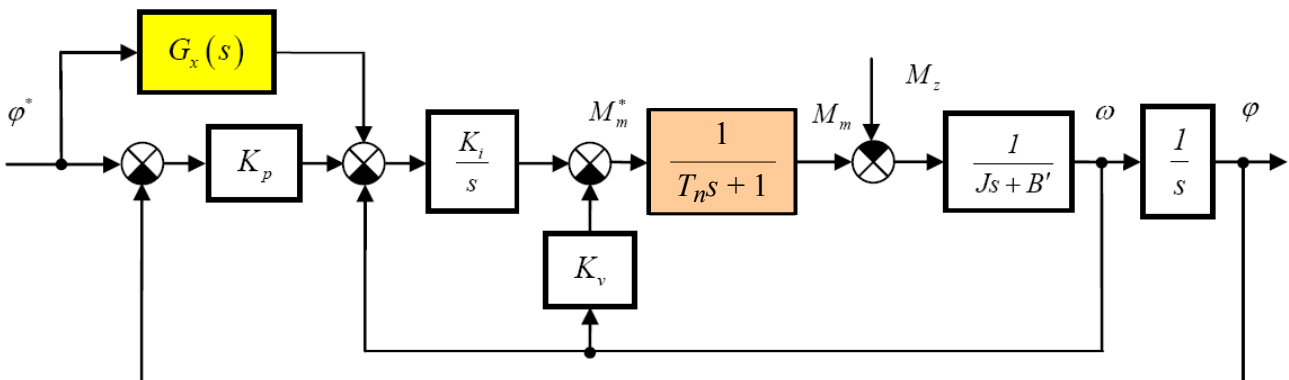 G_x(s)
φ*
K_p
K_i
s
M_m^*
1
T_n s + 1
M_m
M_z
1
Js + B′
ω
1
s
φ
K_v